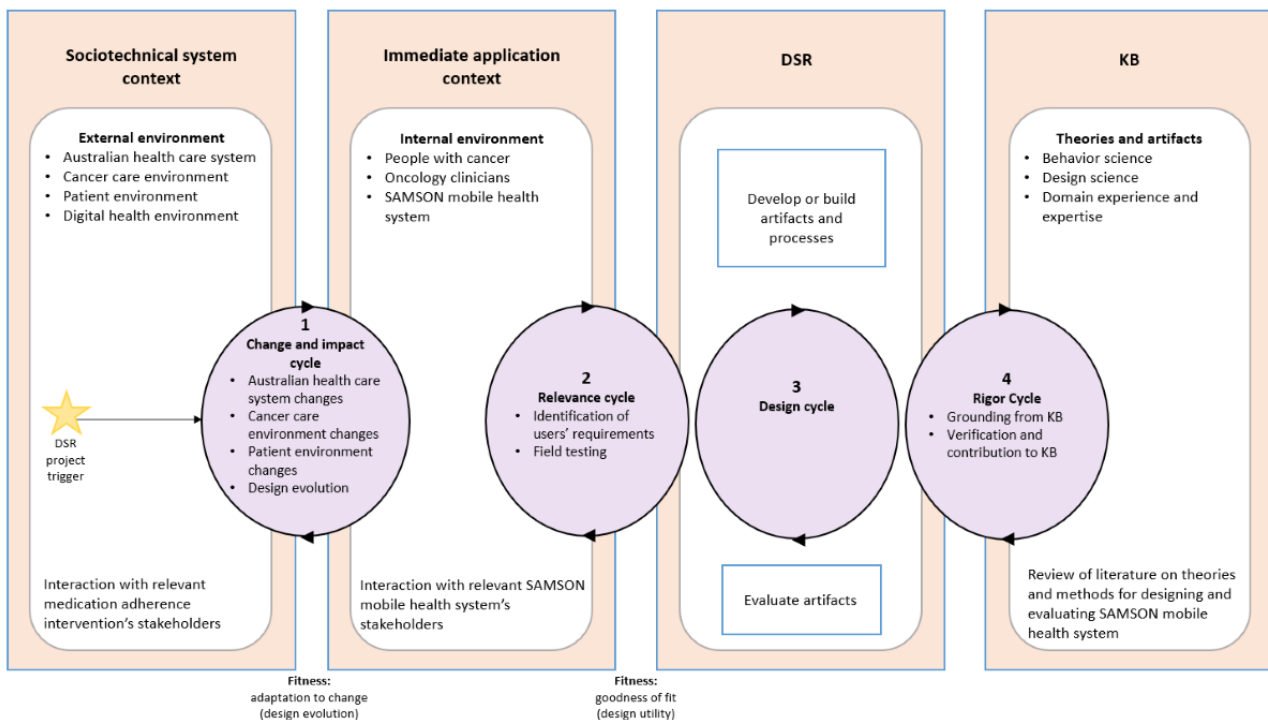 Sociotechnical system
context
External environment
• Australian health care system
• Cancer care environment
• Patient environment
• Digital health environment
DSR
project
trigger
Interaction with relevant
medication adherence
intervention's stakeholders
1
Change and impact
cycle
• Australian health care
system changes
• Cancer care
environment changes
• Patient environment
changes
• Design evolution
Fitness:
adaptation to change
(design evolution)
Immediate application
context
Internal environment
• People with cancer
• Oncology clinicians
• SAMSON mobile health
system
Interaction with relevant SAMSON
mobile health system's
stakeholders
2
Relevance cycle
• Identification of
users' requirements
• Field testing
Fitness:
goodness of fit
(design utility)
DSR
Develop or build
artifacts and
processes
3
Design cycle
Evaluate artifacts
4
Rigor Cycle
• Grounding from KB
• Verification and
contribution to KB
KB
Theories and artifacts
• Behavior science
• Design science
• Domain experience and
expertise
Review of literature on theories
and methods for designing and
evaluating SAMSON mobile
health system